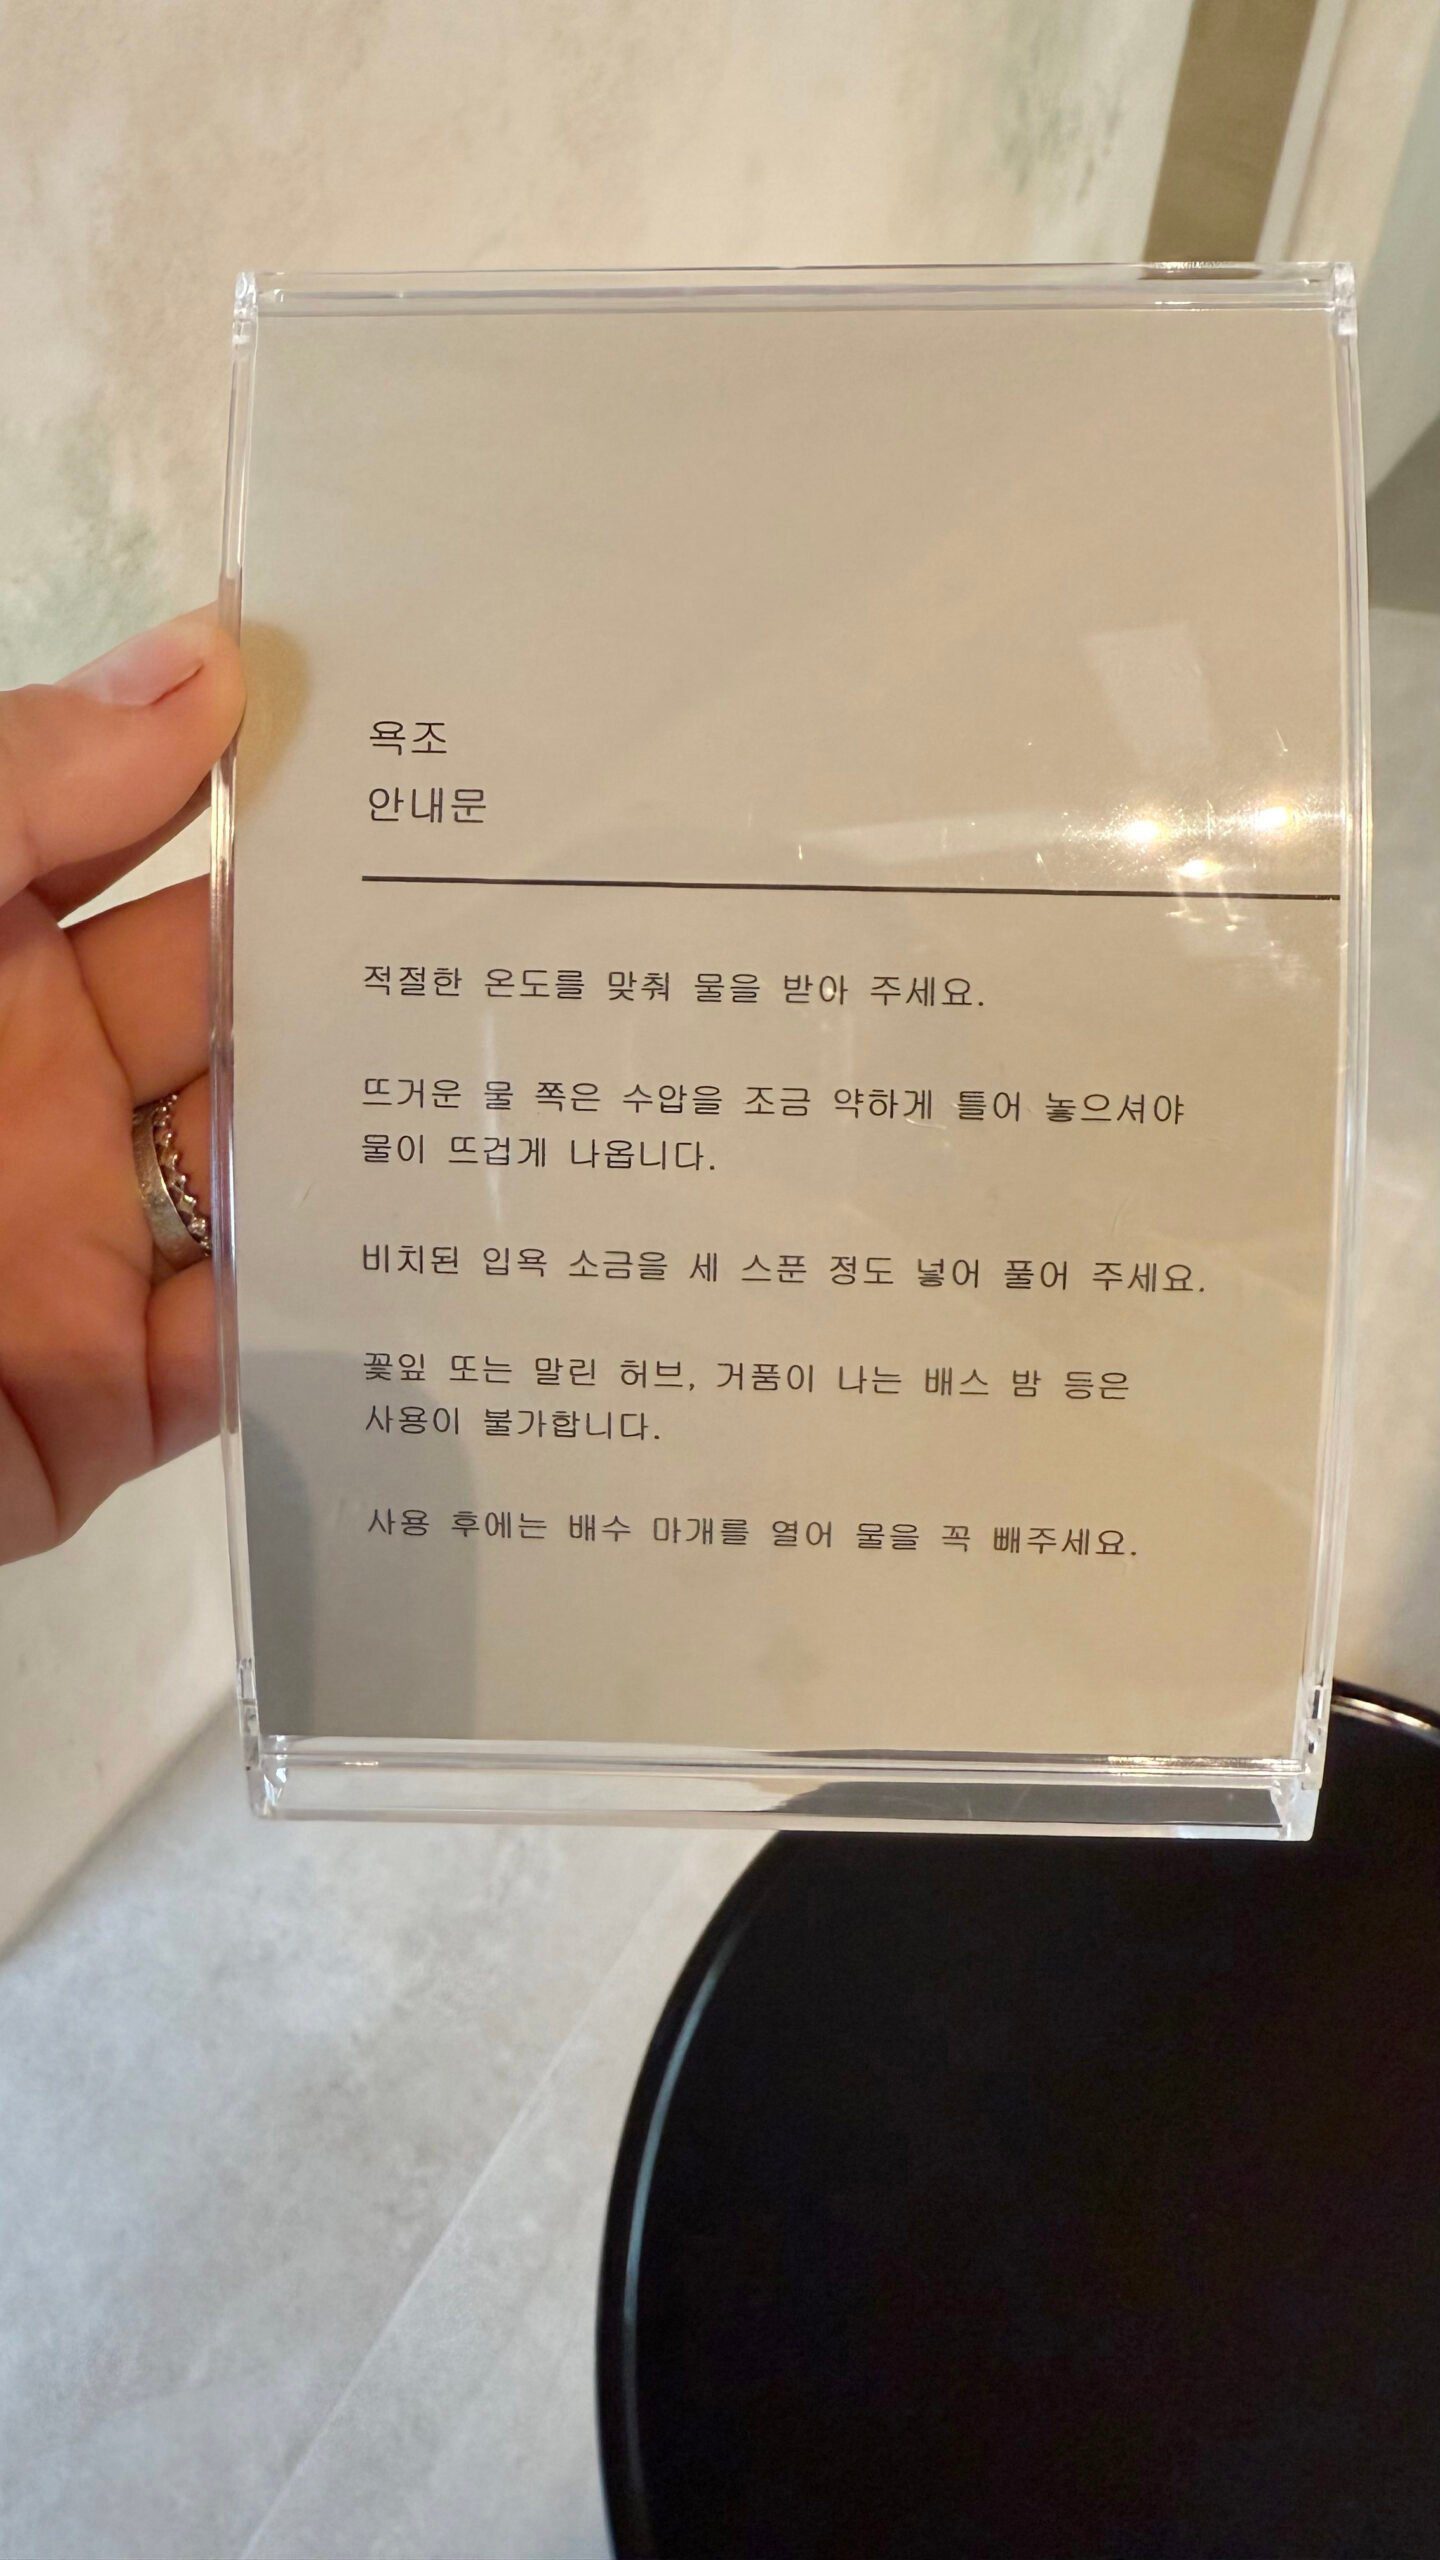 욕조
안내문
적절한 온도를 맞춰 물을 받아 주세요.
뜨거운 물 쪽은 수압을 조금 약하게 틀어 놓으셔야
물이 뜨겁게 나옵니다.
비치된 입욕 소금을 세 스푼 정도 넣어 풀어 주세요.
꽃잎 또는 말린 허브, 거품이 나는 배스 밤 등은
사용이 불가합니다.
사용 후에는 배수 마개를 열어 물을 꼭 빼주세요.